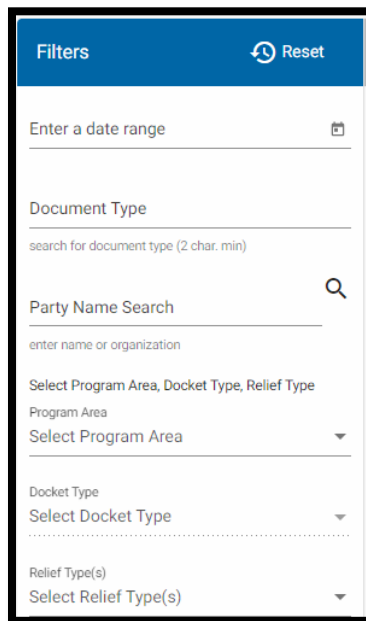 Filters
Reset
Enter a date range
Document Type
search for document type (2 char. min)
Party Name Search
enter name or organization
Select Program Area, Docket Type, Relief Type
Program Area
Select Program Area
Docket Type
Select Docket Type
Relief Type(s)
Select Relief Type(s)